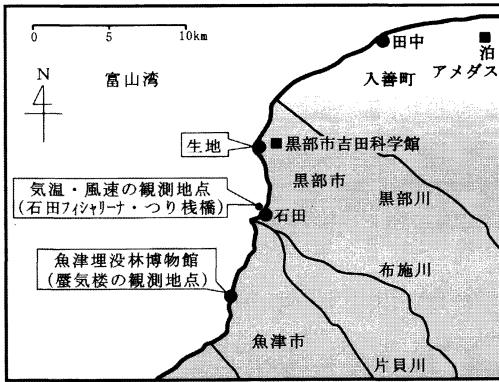 0 5 10km
N
富山湾
田中
泊
アメダス
入善町
生地
黒部市吉田科学館
黒部市
黒部川
気温・風速の観測地点
(石田フィシャリーナ・つり桟橋)
石田
魚津埋没林博物館
(蜃気楼の観測地点)
布施川
魚津市
片貝川